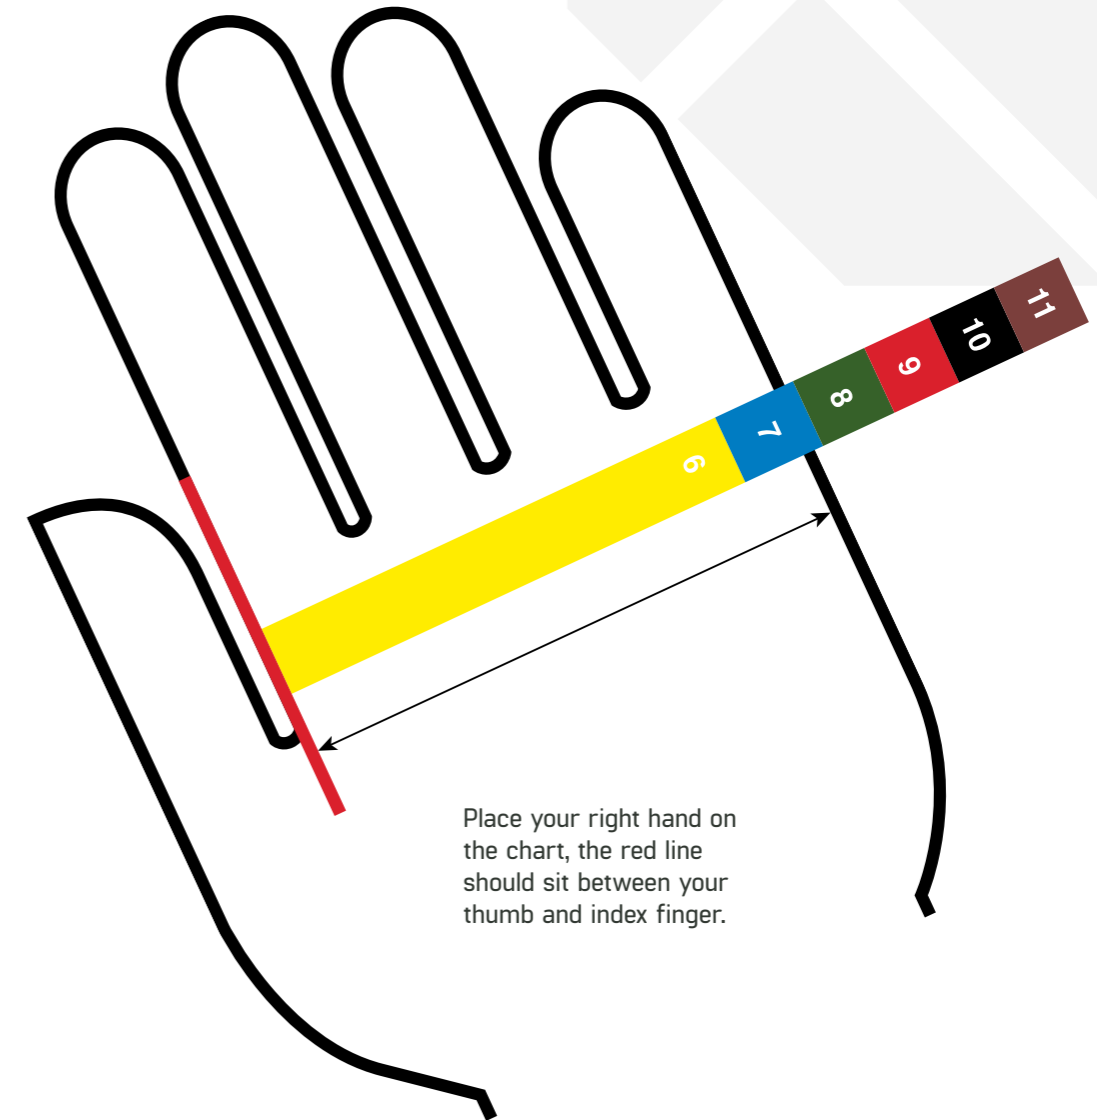 11
10
9
8
7
6
Place your right hand on
the chart, the red line
should sit between your
thumb and index finger.